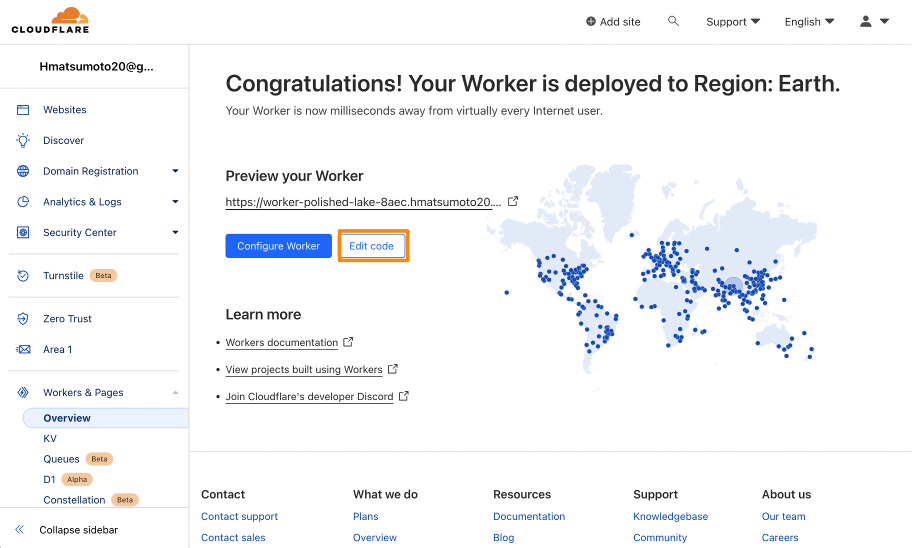 CLOUDFLARE
Add site
Support
English
Hmatsumoto20@g...
Websites
Discover
Domain Registration
Analytics & Logs
Security Center
Turnstile Beta
Zero Trust
Area 1
Workers & Pages
Overview
KV
Queues Beta
D1 Alpha
Constellation Beta
Collapse sidebar
Congratulations! Your Worker is deployed to Region: Earth.
Your Worker is now milliseconds away from virtually every Internet user.
Preview your Worker
https://worker-polished-lake-8aec.hmatsumoto20....
Configure Worker
Edit code
Learn more
Workers documentation
View projects built using Workers
Join Cloudflare's developer Discord
Contact
Contact support
Contact sales
What we do
Plans
Overview
Resources
Documentation
Blog
Support
Knowledgebase
Community
About us
Our team
Careers